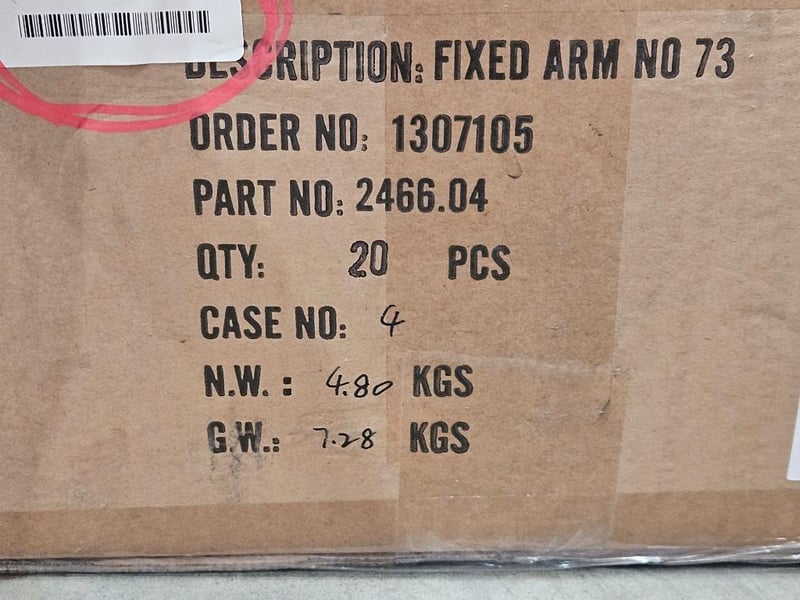 DESCRIPTION: FIXED ARM NO 73
ORDER NO: 1307105
PART NO: 2466.04
QTY: 20 PCS
CASE NO: 4
N.W. : 4.80 KGS
G.W.: 7.28 KGS